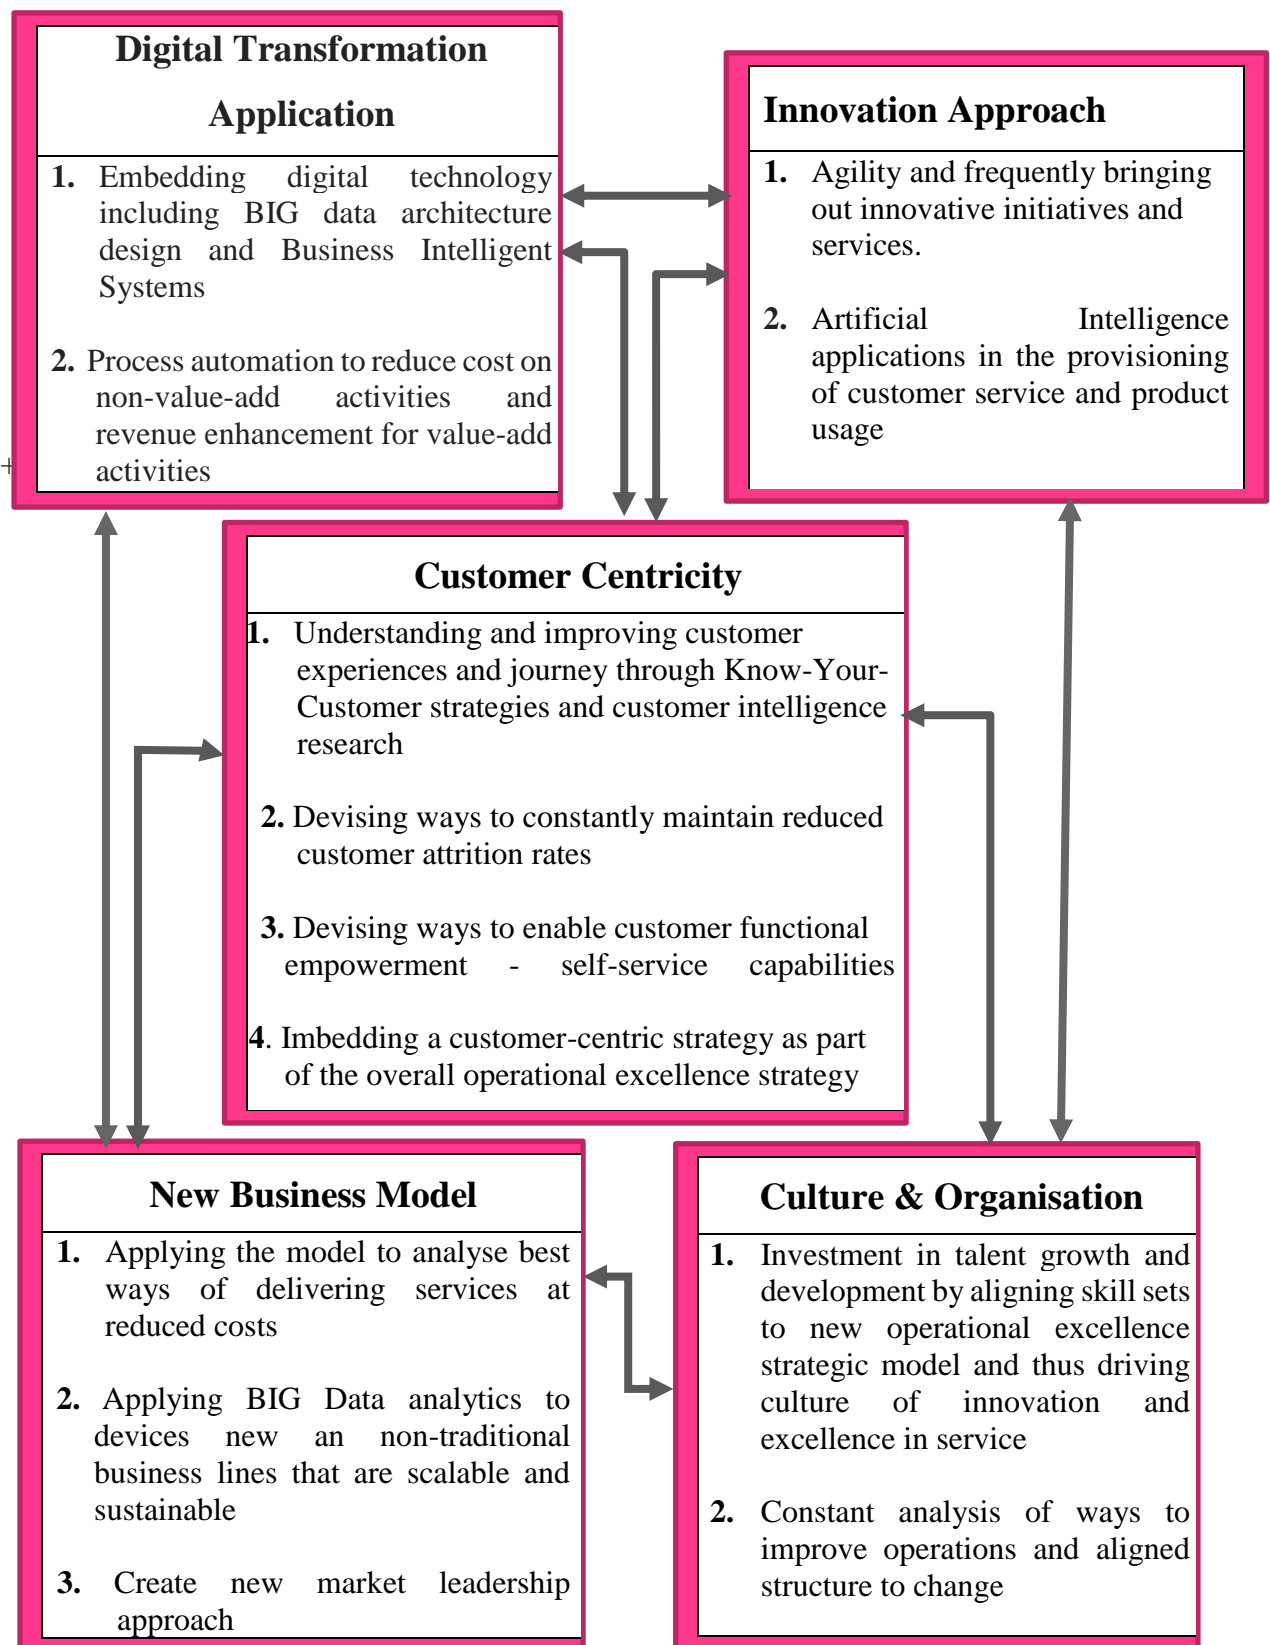 Digital Transformation
Application
1. Embedding digital technology
including BIG data architecture
design and Business Intelligent
Systems
2. Process automation to reduce cost on
non-value-add activities and
revenue enhancement for value-add
activities
+
Innovation Approach
1. Agility and frequently bringing
out innovative initiatives and
services.
2. Artificial Intelligence
applications in the provisioning
of customer service and product
usage
Customer Centricity
1. Understanding and improving customer
experiences and journey through Know-Your-
Customer strategies and customer intelligence
research
2. Devising ways to constantly maintain reduced
customer attrition rates
3. Devising ways to enable customer functional
empowerment - self-service capabilities
4. Imbedding a customer-centric strategy as part
of the overall operational excellence strategy
New Business Model
1. Applying the model to analyse best
ways of delivering services at
reduced costs
2. Applying BIG Data analytics to
devices new an non-traditional
business lines that are scalable and
sustainable
3. Create new market leadership
approach
Culture & Organisation
1. Investment in talent growth and
development by aligning skill sets
to new operational excellence
strategic model and thus driving
culture of innovation and
excellence in service
2. Constant analysis of ways to
improve operations and aligned
structure to change